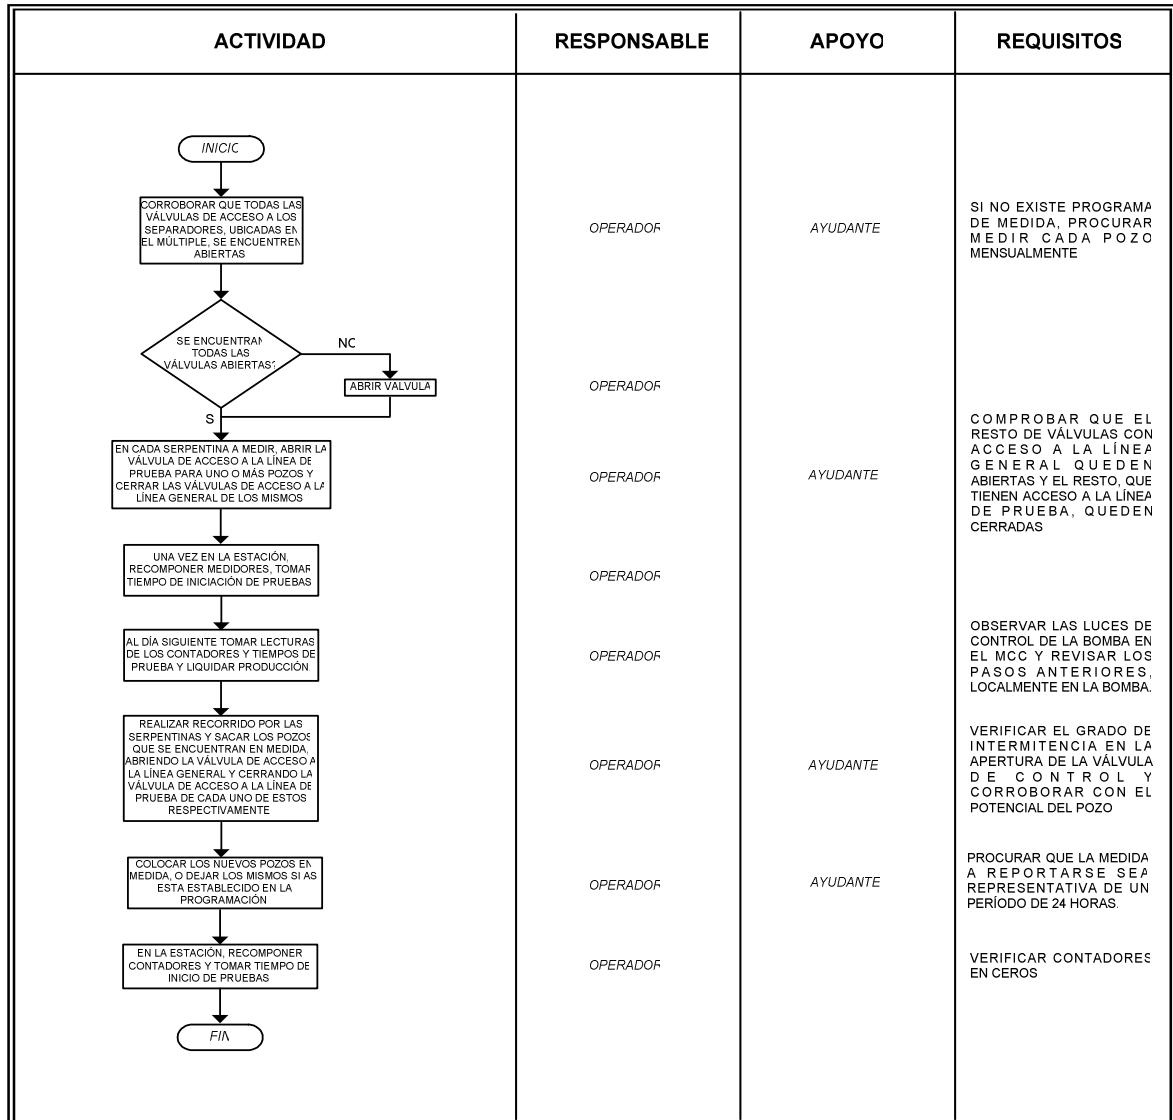 ACTIVIDAD
RESPONSABLE
APOYO
REQUISITOS
INICIO
CORROBORAR QUE TODAS LAS
VÁLVULAS DE ACCESO A LOS
SEPARADORES, UBICADAS EN
EL MÚLTIPLE, SE ENCUENTREN
ABIERTAS
OPERADOR
AYUDANTE
SI NO EXISTE PROGRAMA
DE MEDIDA, PROCURAR
MEDIR CADA POZO
MENSUALMENTE
SE ENCUENTRAN
TODAS LAS
VÁLVULAS ABIERTAS?
NO
ABRIR VALVULA
OPERADOR
S
EN CADA SERPENTINA A MEDIR, ABRIR LA
VÁLVULA DE ACCESO A LA LÍNEA DE
PRUEBA PARA UNO O MÁS POZOS Y
CERRAR LAS VÁLVULAS DE ACCESO A LA
LÍNEA GENERAL DE LOS MISMOS
OPERADOR
AYUDANTE
COMPROBAR QUE EL
RESTO DE VÁLVULAS CON
ACCESO A LA LÍNEA
GENERAL QUEDEN
ABIERTAS Y EL RESTO, QUE
TIENEN ACCESO A LA LÍNEA
DE PRUEBA, QUEDEN
CERRADAS
UNA VEZ EN LA ESTACIÓN,
RECOMPONER MEDIDORES, TOMAR
TIEMPO DE INICIACIÓN DE PRUEBAS
OPERADOR
AL DÍA SIGUIENTE TOMAR LECTURAS
DE LOS CONTADORES Y TIEMPOS DE
PRUEBA Y LIQUIDAR PRODUCCIÓN
OPERADOR
OBSERVAR LAS LUCES DE
CONTROL DE LA BOMBA EN
EL MCC Y REVISAR LOS
PASOS ANTERIORES,
LOCALMENTE EN LA BOMBA.
REALIZAR RECORRIDO POR LAS
SERPENTINAS Y SACAR LOS POZOS
QUE SE ENCUENTRAN EN MEDIDA,
ABRIENDO LA VÁLVULA DE ACCESO A
LA LÍNEA GENERAL Y CERRANDO LA
VÁLVULA DE ACCESO A LA LÍNEA DE
PRUEBA DE CADA UNO DE ESTOS
RESPECTIVAMENTE
OPERADOR
AYUDANTE
VERIFICAR EL GRADO DE
INTERMITENCIA EN LA
APERTURA DE LA VÁLVULA
DE CONTROL Y
CORROBORAR CON EL
POTENCIAL DEL POZO
COLOCAR LOS NUEVOS POZOS EN
MEDIDA, O DEJAR LOS MISMOS SI AS
ESTA ESTABLECIDO EN LA
PROGRAMACIÓN
OPERADOR
AYUDANTE
PROCURAR QUE LA MEDIDA
A REPORTARSE SEA
REPRESENTATIVA DE UN
PERÍODO DE 24 HORAS.
EN LA ESTACIÓN, RECOMPONER
CONTADORES Y TOMAR TIEMPO DE
INICIO DE PRUEBAS
OPERADOR
VERIFICAR CONTADORES
EN CEROS
FIN